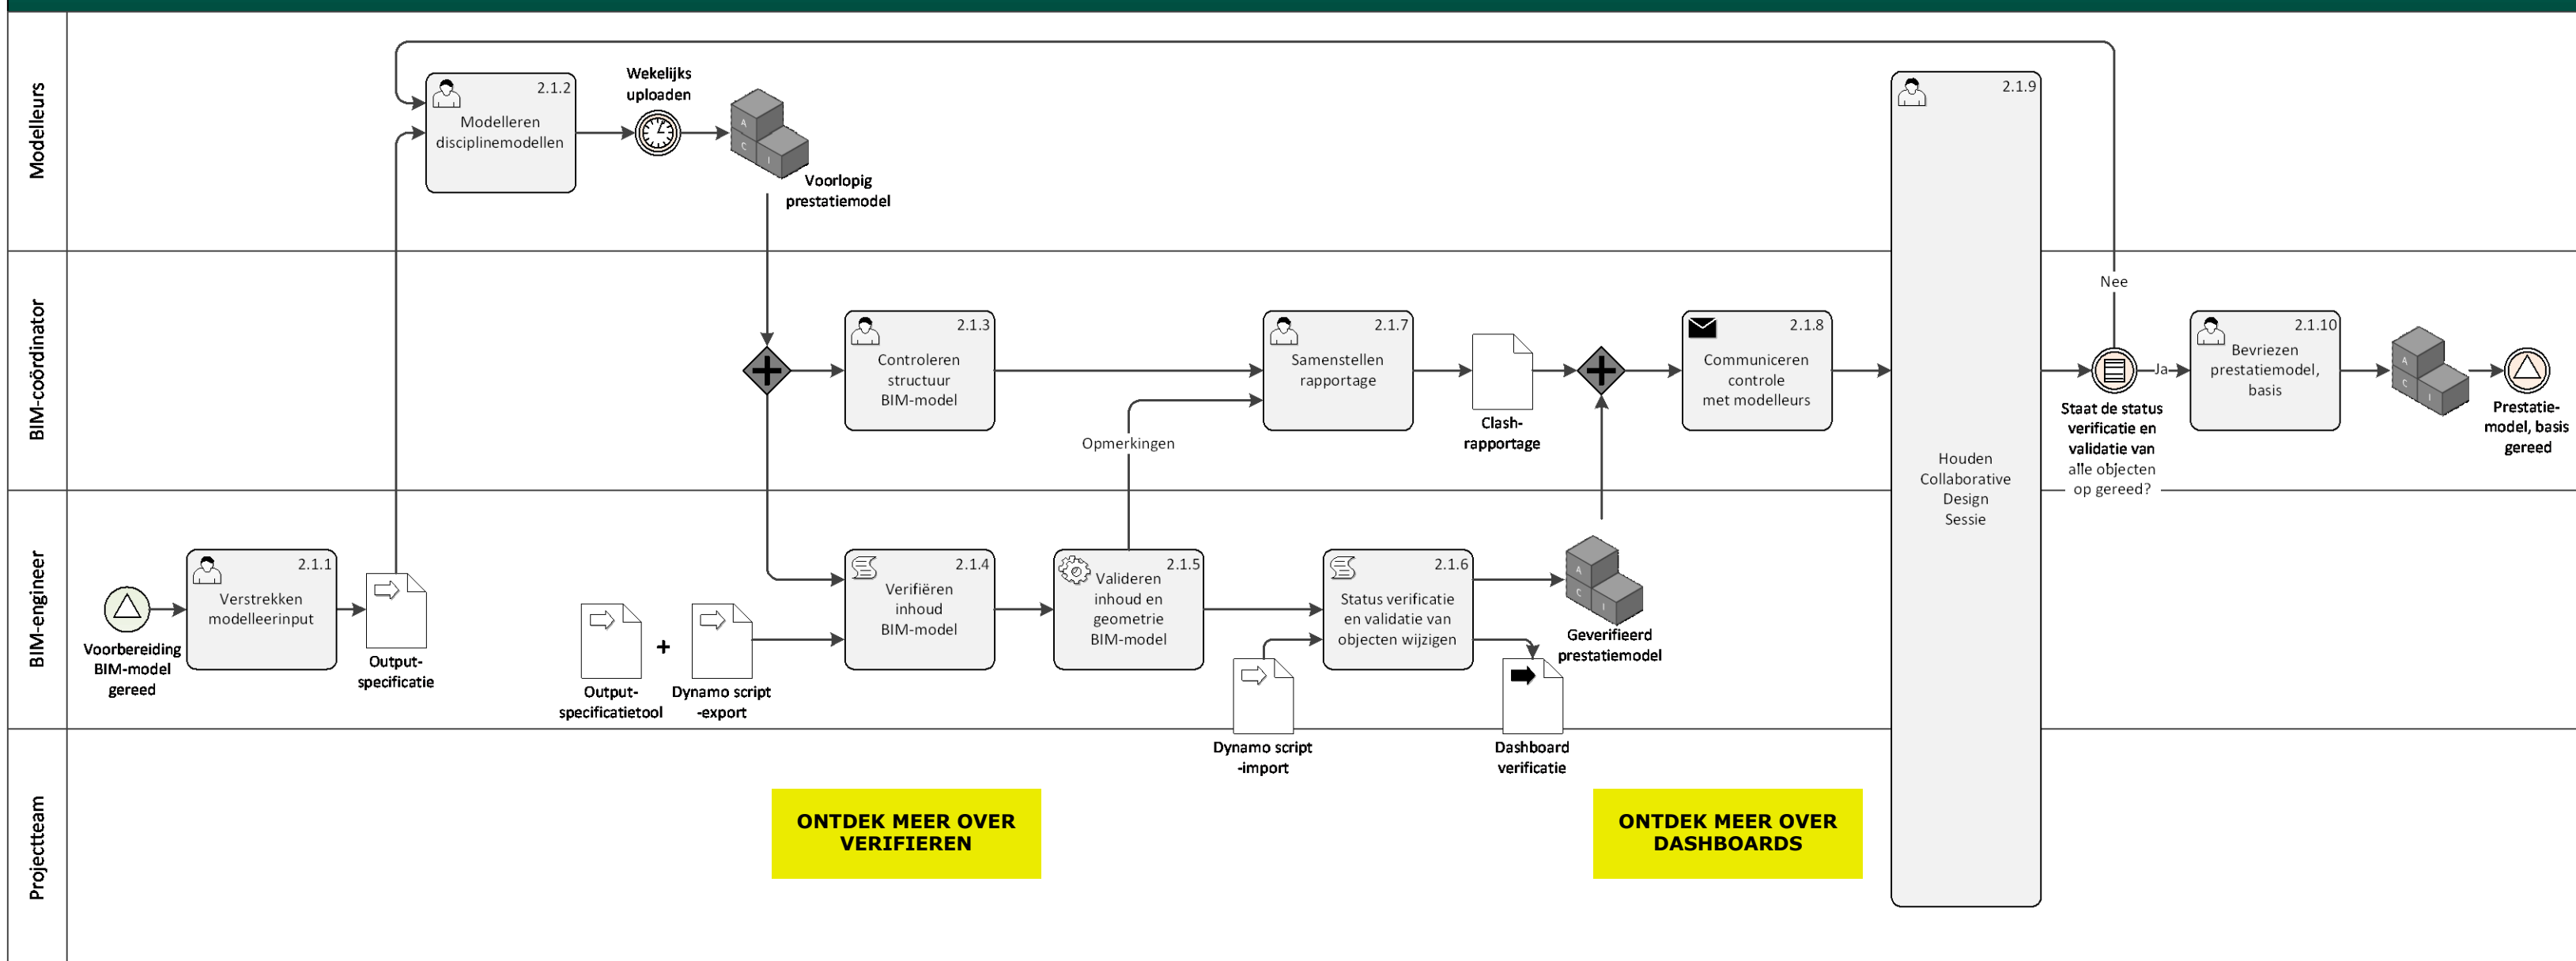 Modelleurs
2.1.2
Modelleren
disciplinemodellen
Wekelijks
uploaden
A
C
I
Voorlopig
prestatiemodel
2.1.9
Houden
Collaborative
Design
Sessie
BIM-coördinator
2.1.3
Controleren
structuur
BIM-model
Opmerkingen
2.1.7
Samenstellen
rapportage
Clash-
rapportage
2.1.8
Communiceren
controle
met modelleurs
Nee
Ja
Staat de status
verificatie en
validatie van
alle objecten
op gereed?
2.1.10
Bevriezen
prestatiemodel,
basis
A
C
I
Prestatie-
model, basis
gereed
BIM-engineer
Voorbereiding
BIM-model
gereed
2.1.1
Verstrekken
modelleerinput
Output-
specificatie
Output-
specificatietool
+
Dynamo script
-export
2.1.4
Verifiëren
inhoud
BIM-model
2.1.5
Valideren
inhoud en
geometrie
BIM-model
2.1.6
Status verificatie
en validatie van
objecten wijzigen
Dynamo script
-import
Dashboard
verificatie
A
C
I
Geverifieerd
prestatiemodel
Projectteam
ONTDEK MEER OVER
VERIFIEREN
ONTDEK MEER OVER
DASHBOARDS